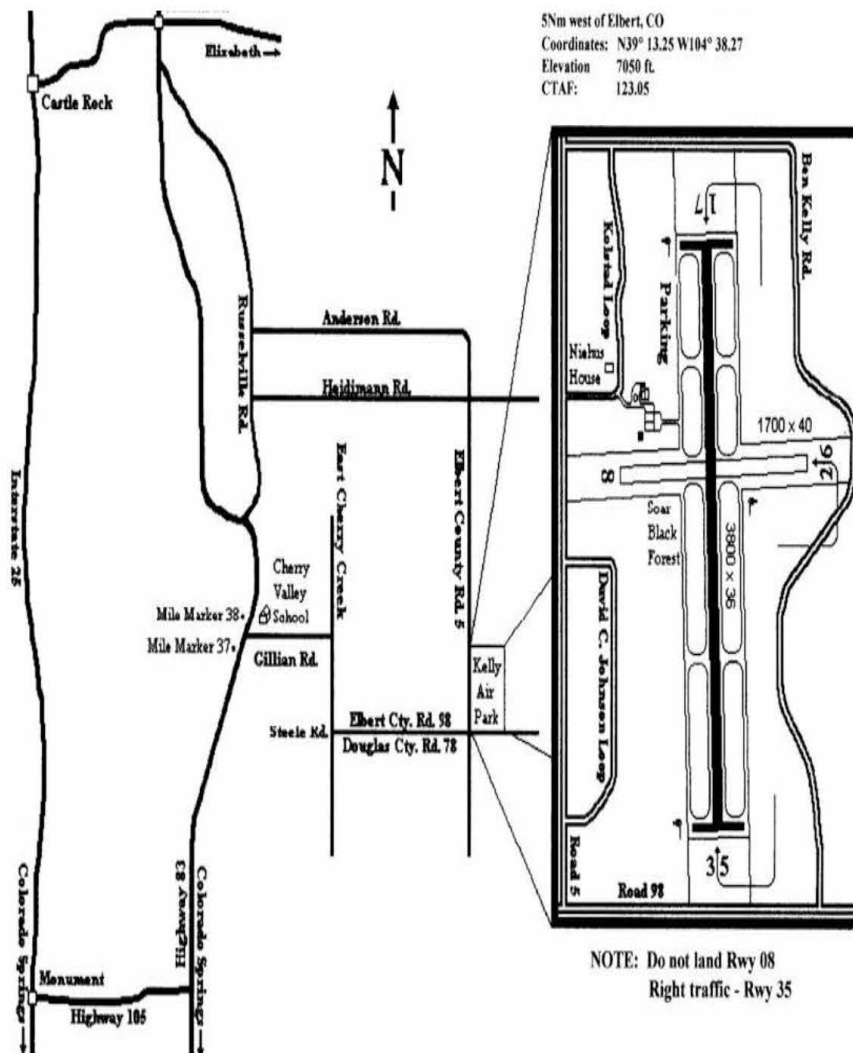 5Nm west of Elbert, CO
Coordinates: N39° 13.25 W104° 38.27
Elevation 7050 ft.
CTAF: 123.05
Elizabeth
Castle Rock
N
Russelville Rd.
Anderson Rd.
Heidimann Rd.
Interstate 25
East Cherry Creek
Elbert County Rd. 5
Cherry
Valley
School
Mile Marker 38
Mile Marker 37
Gillian Rd.
Kelly
Air
Park
Steele Rd.
Elbert Cty. Rd. 98
Douglas Cty. Rd. 78
Colorado Springs
Highway 83
Colorado Springs
Monument
Highway 105
Ben Kelly Rd.
17
Kolstad Loop
Parking
Niehus
House
1700 x 40
8
26
Soar
Black
Forest
3800 x 36
David C. Johnson Loop
35
Road 5
Road 98
NOTE: Do not land Rwy 08
Right traffic - Rwy 35